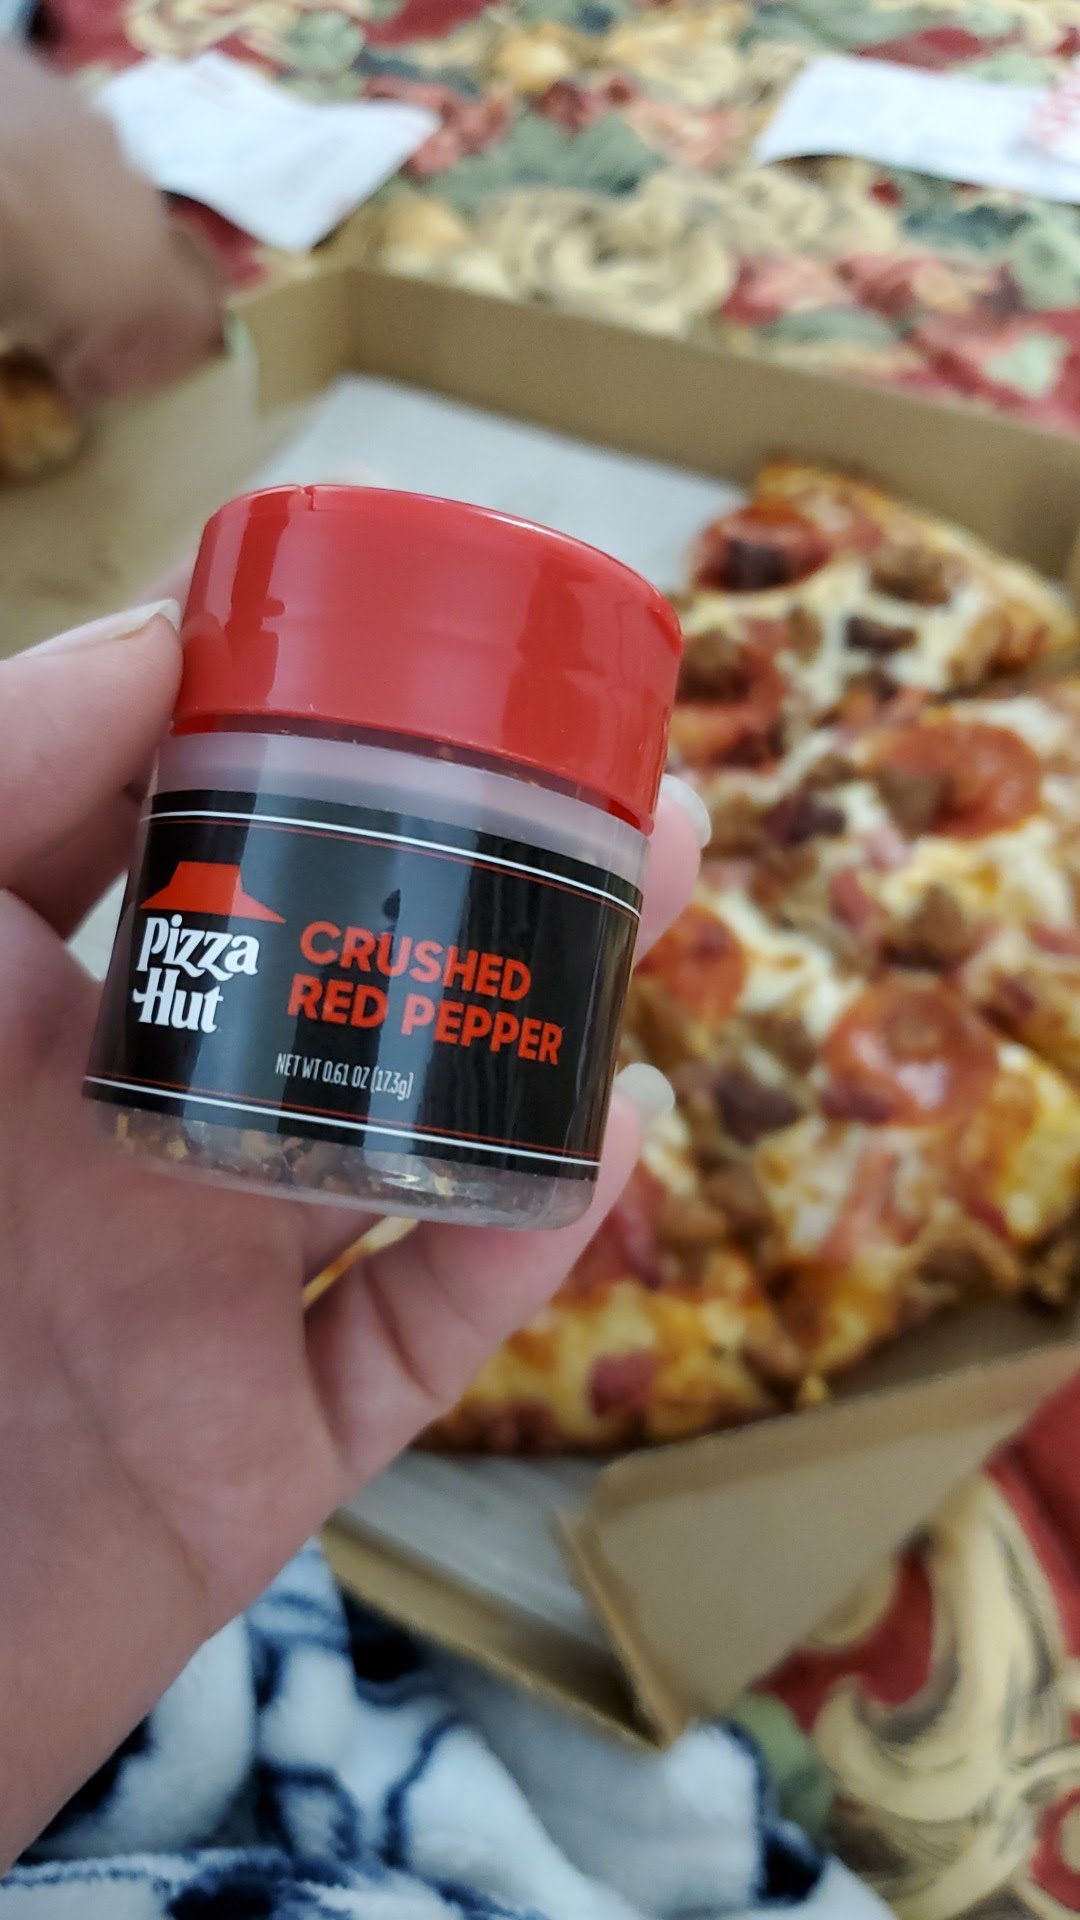 Pizza
Hut
CRUSHED
RED PEPPER
NET WT 0.61 OZ (17.3g)